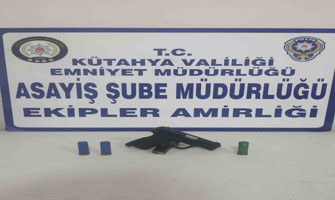 T.C.
KÜTAHYA VALİLİĞİ
EMNİYET MÜDÜRLÜĞÜ
ASAYİŞ ŞUBE MÜDÜRLÜĞÜ
EKİPLER AMİRLİĞİ